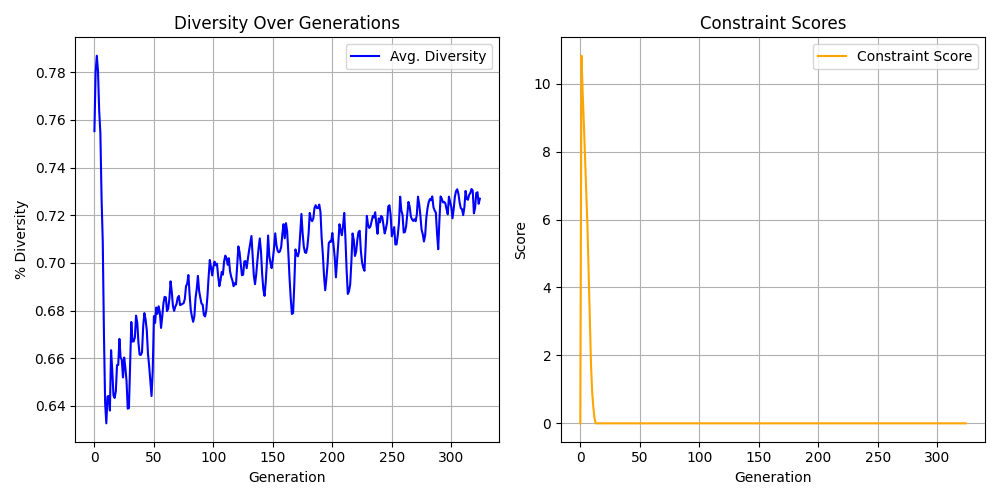 Diversity Over Generations
Avg. Diversity
% Diversity
0.78
0.76
0.74
0.72
0.70
0.68
0.66
0.64
0 50 100 150 200 250 300
Generation
Constraint Scores
Constraint Score
Score
10
8
6
4
2
0
0 50 100 150 200 250 300
Generation